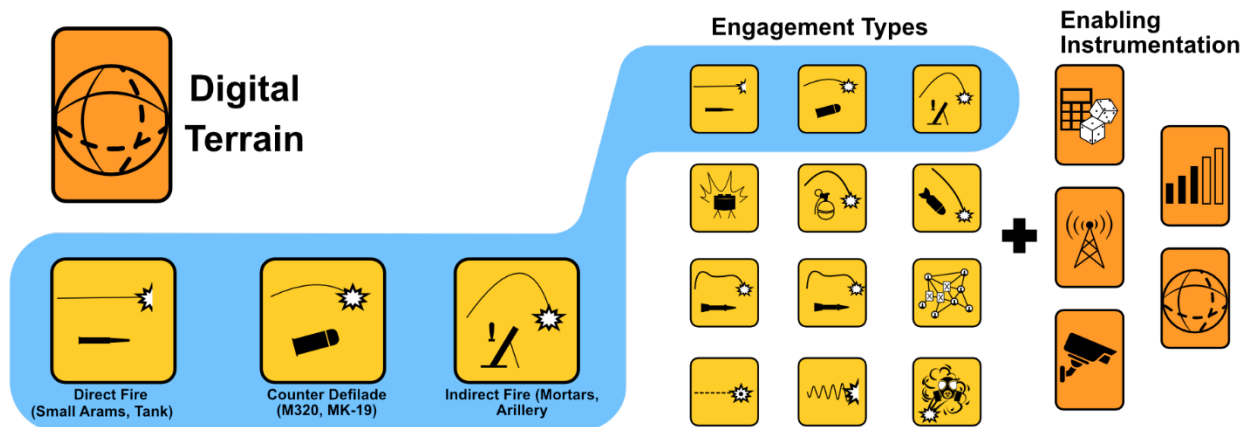 Digital
Terrain
Engagement Types
Enabling
Instrumentation
Direct Fire
(Small Arams, Tank)
Counter Defilade
(M320, MK-19)
Indirect Fire (Mortars,
Arillery